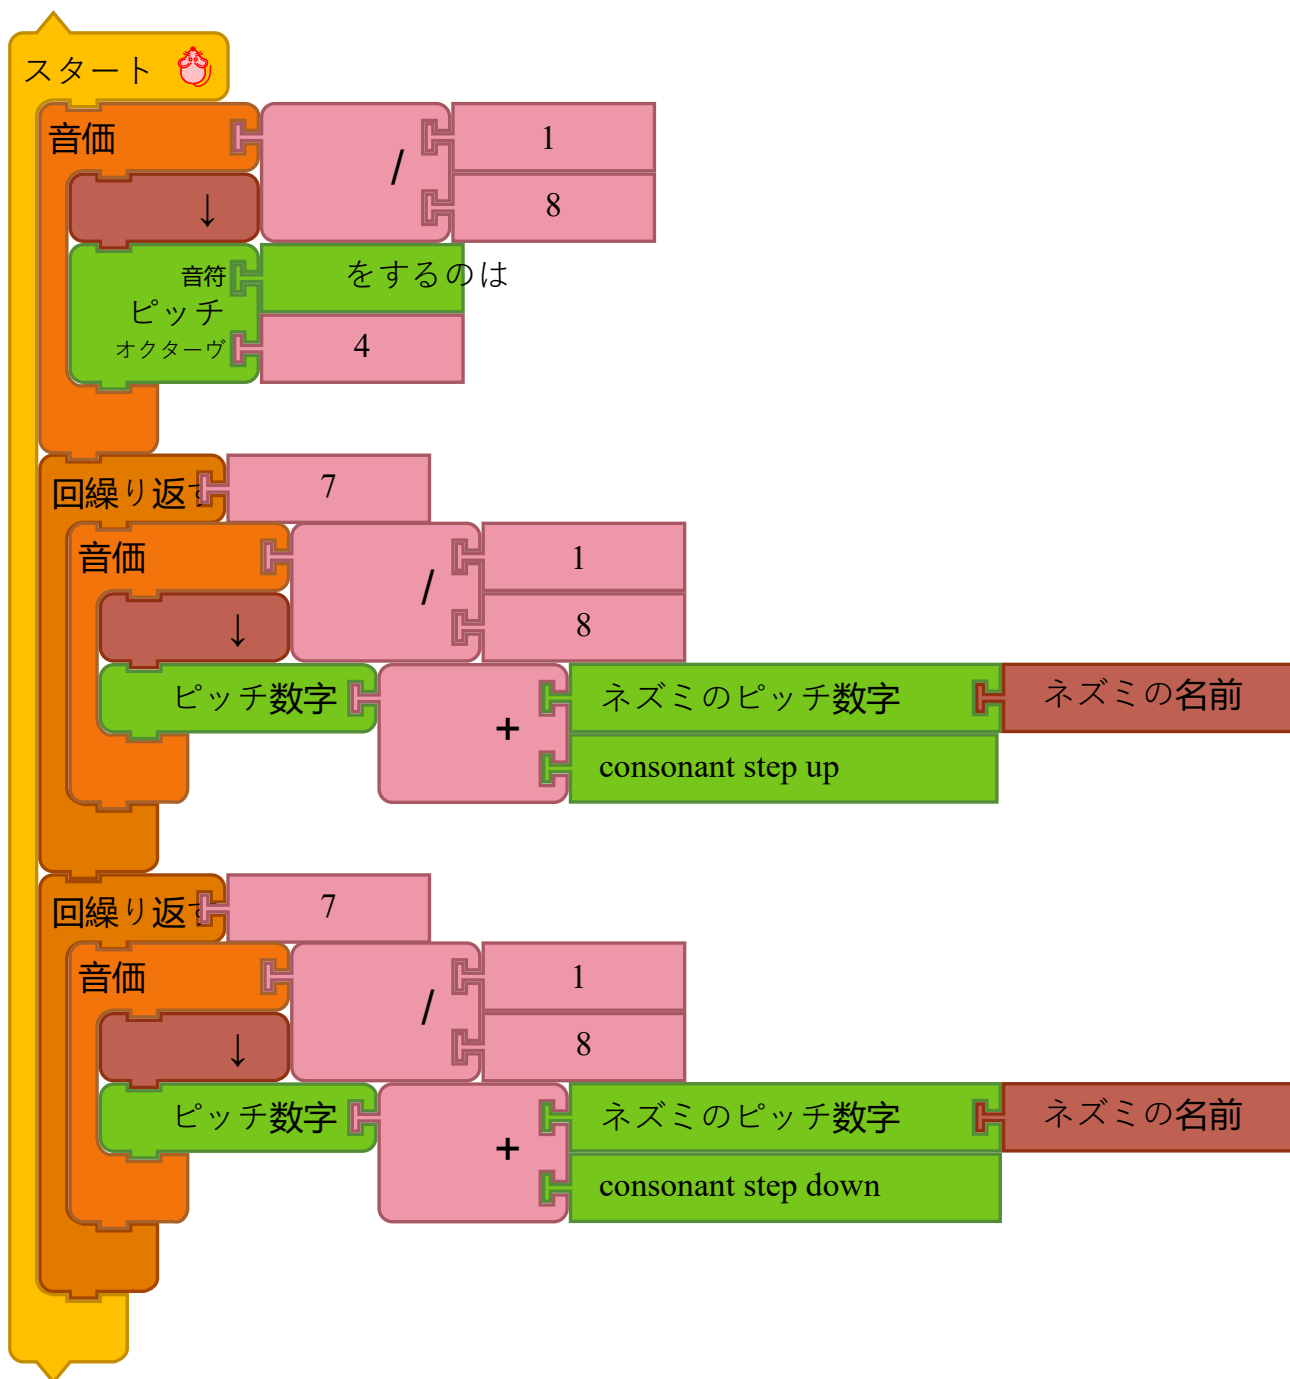 スタート
音価 / 1
8
↓
音符 をするのは
ピッチ
オクターヴ 4
回繰り返す 7
音価 / 1
8
↓
ピッチ数字 + ネズミのピッチ数字 ネズミの名前
consonant step up
回繰り返す 7
音価 / 1
8
↓
ピッチ数字 + ネズミのピッチ数字 ネズミの名前
consonant step down